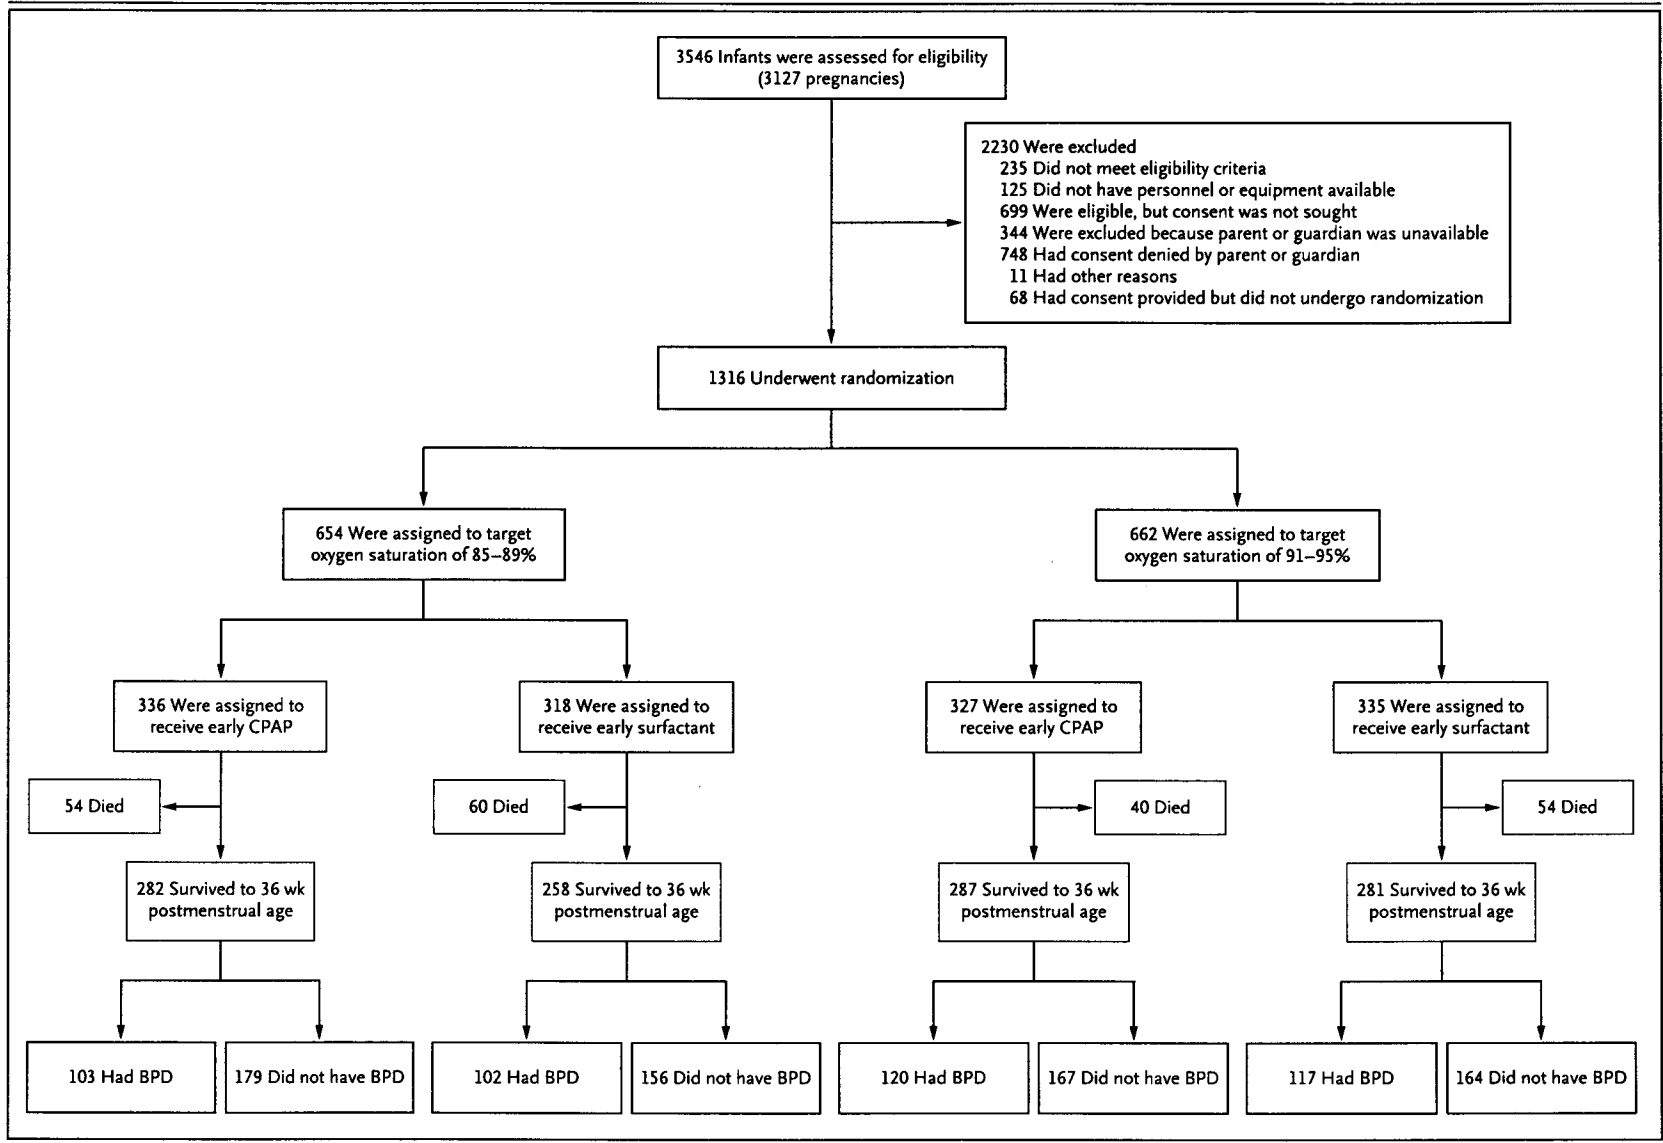 3546 Infants were assessed for eligibility
(3127 pregnancies)
2230 Were excluded
235 Did not meet eligibility criteria
125 Did not have personnel or equipment available
699 Were eligible, but consent was not sought
344 Were excluded because parent or guardian was unavailable
748 Had consent denied by parent or guardian
11 Had other reasons
68 Had consent provided but did not undergo randomization
1316 Underwent randomization
654 Were assigned to target
oxygen saturation of 85–89%
662 Were assigned to target
oxygen saturation of 91–95%
336 Were assigned to
receive early CPAP
318 Were assigned to
receive early surfactant
327 Were assigned to
receive early CPAP
335 Were assigned to
receive early surfactant
54 Died
60 Died
40 Died
54 Died
282 Survived to 36 wk
postmenstrual age
258 Survived to 36 wk
postmenstrual age
287 Survived to 36 wk
postmenstrual age
281 Survived to 36 wk
postmenstrual age
103 Had BPD
179 Did not have BPD
102 Had BPD
156 Did not have BPD
120 Had BPD
167 Did not have BPD
117 Had BPD
164 Did not have BPD